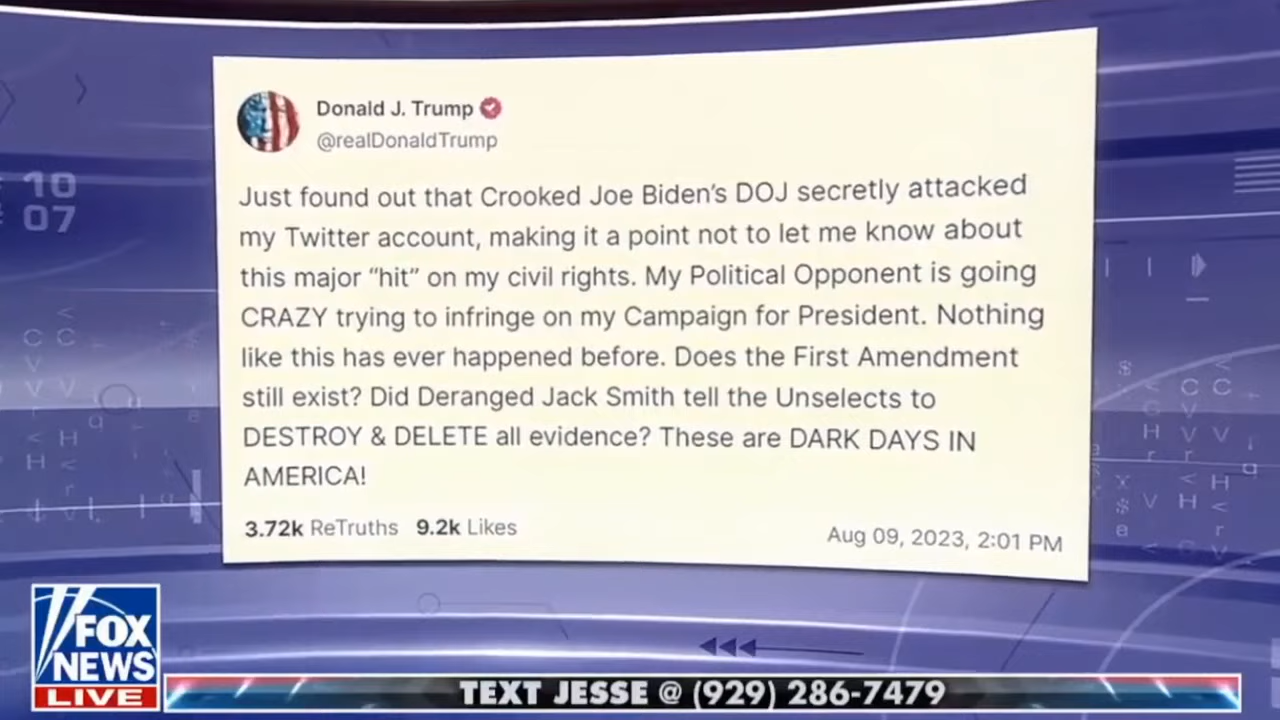 Donald J. Trump
@realDonaldTrump
Just found out that Crooked Joe Biden's DOJ secretly attacked
my Twitter account, making it a point not to let me know about
this major “hit” on my civil rights. My Political Opponent is going
CRAZY trying to infringe on my Campaign for President. Nothing
like this has ever happened before. Does the First Amendment
still exist? Did Deranged Jack Smith tell the Unselects to
DESTROY & DELETE all evidence? These are DARK DAYS IN
AMERICA!
3.72k ReTruths 9.2k Likes
Aug 09, 2023, 2:01 PM
10
07
FOX
NEWS
LIVE
TEXT JESSE @ (929) 286-7479